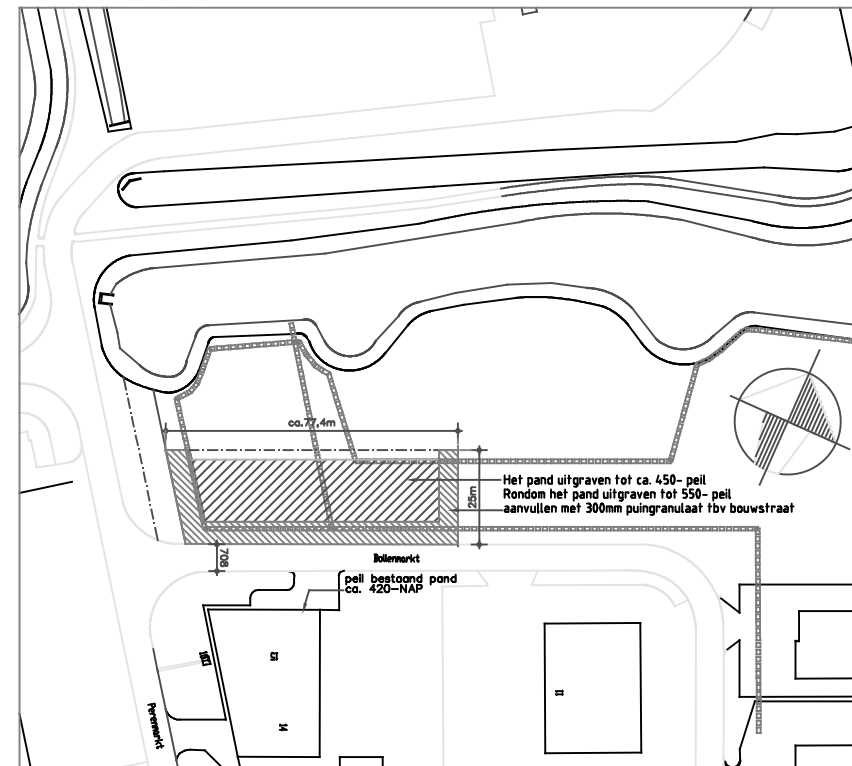 ca.77,4m
Het pand uitgraven tot ca. 450- peil
Rondom het pand uitgraven tot 550- peil
aanvullen met 300mm puingranulaat tbv bouwstraat
25m
708
Bollenmarkt
peil bestaand pand
ca. 420-NAP
15
11
14
Perenmarkt